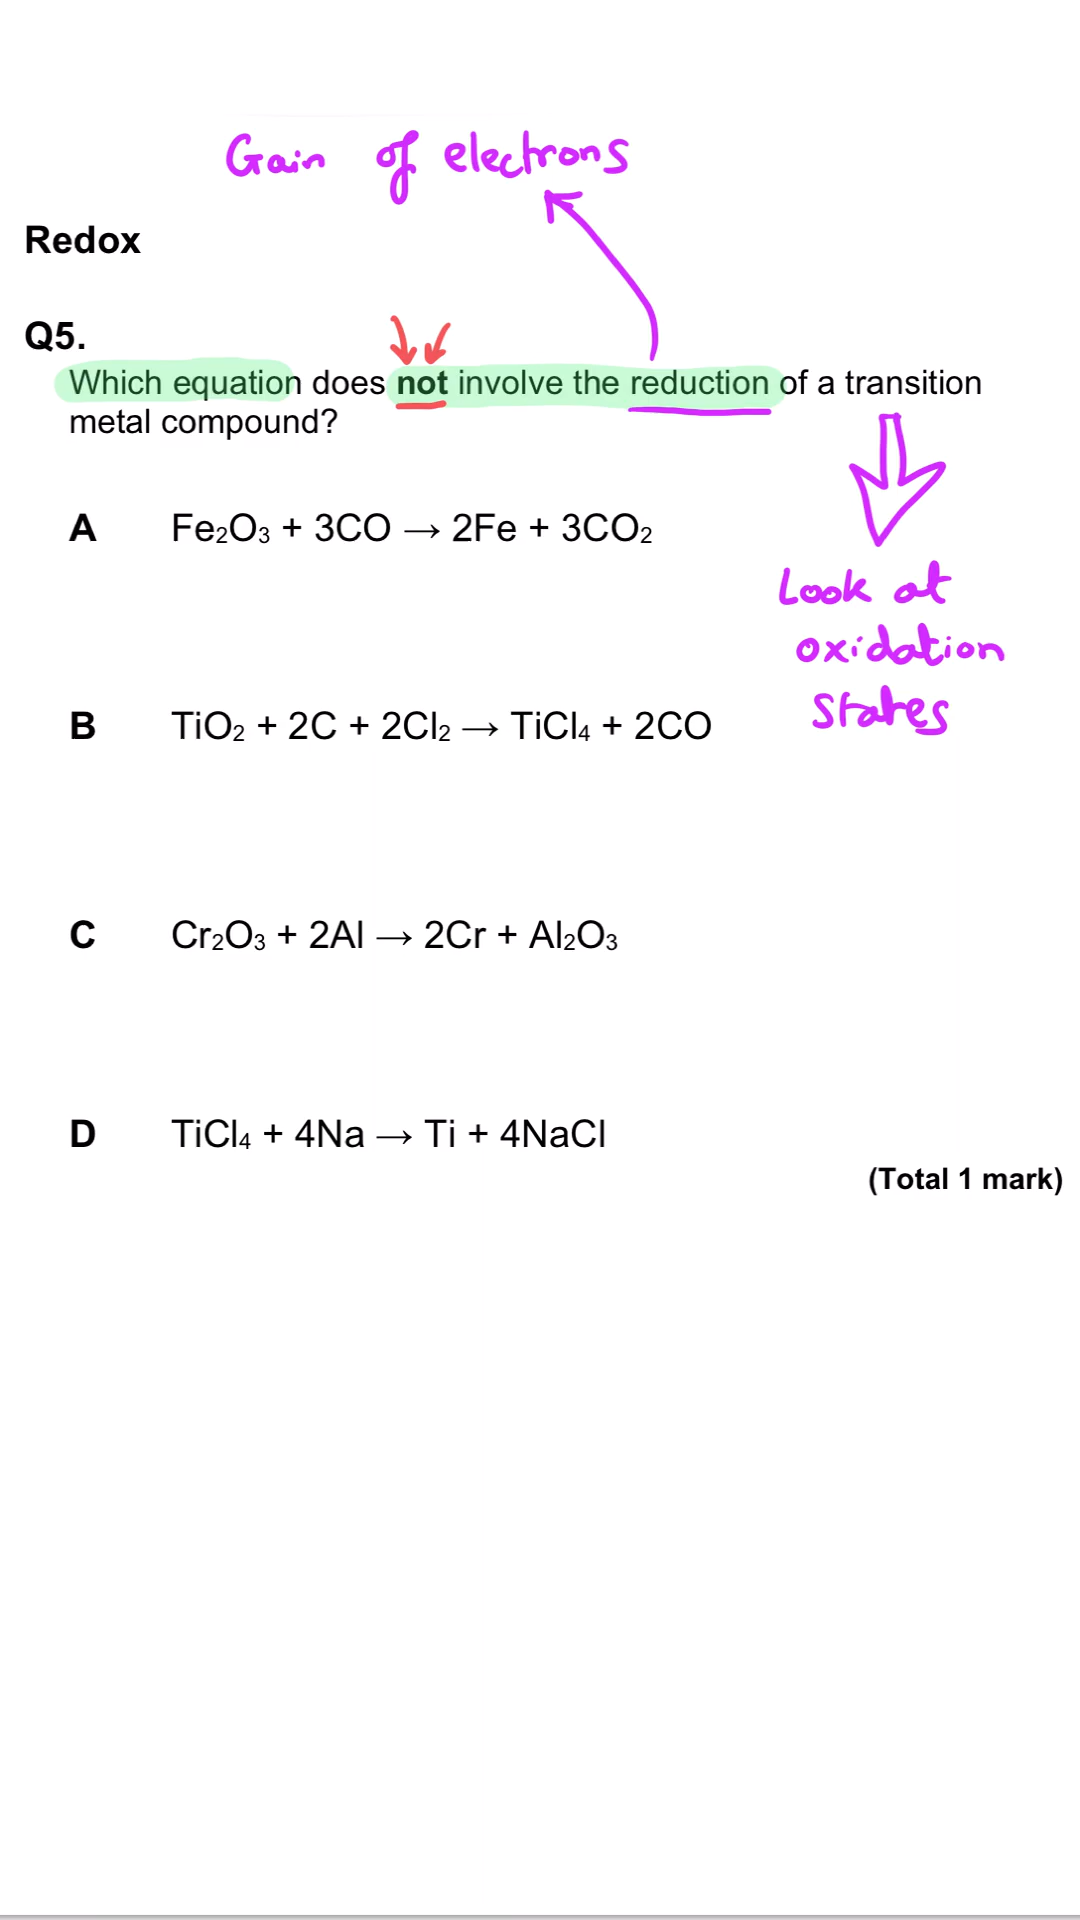 Gain of electrons
Redox
Q5.
Which equation does not involve the reduction of a transition
metal compound?
A Fe₂O₃ + 3CO → 2Fe + 3CO₂
Look at
oxidation
states
B TiO₂ + 2C + 2Cl₂ → TiCl₄ + 2CO
C Cr₂O₃ + 2Al → 2Cr + Al₂O₃
D TiCl₄ + 4Na → Ti + 4NaCl
(Total 1 mark)